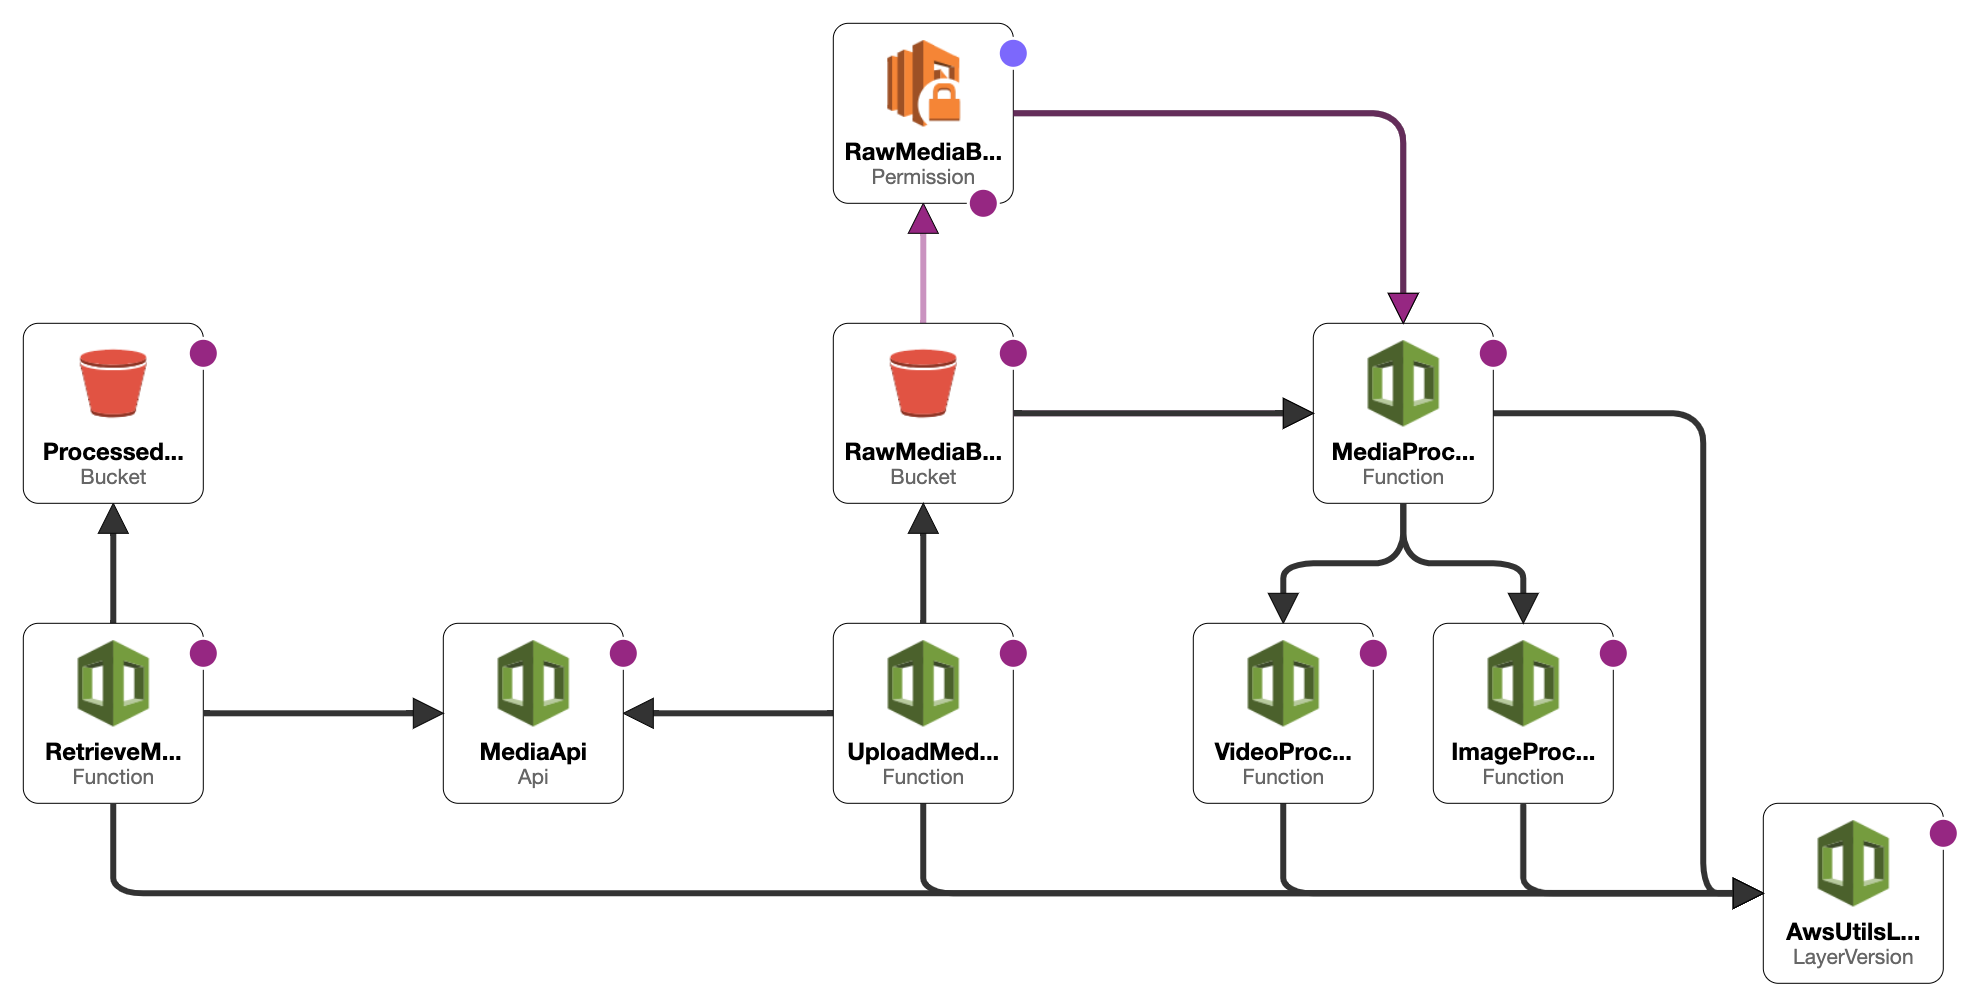 RawMediaB...
Permission
Processed...
Bucket
RawMediaB...
Bucket
MediaProc...
Function
RetrieveM...
Function
MediaApi
Api
UploadMed...
Function
VideoProc...
Function
ImageProc...
Function
AwsUtilsL...
LayerVersion